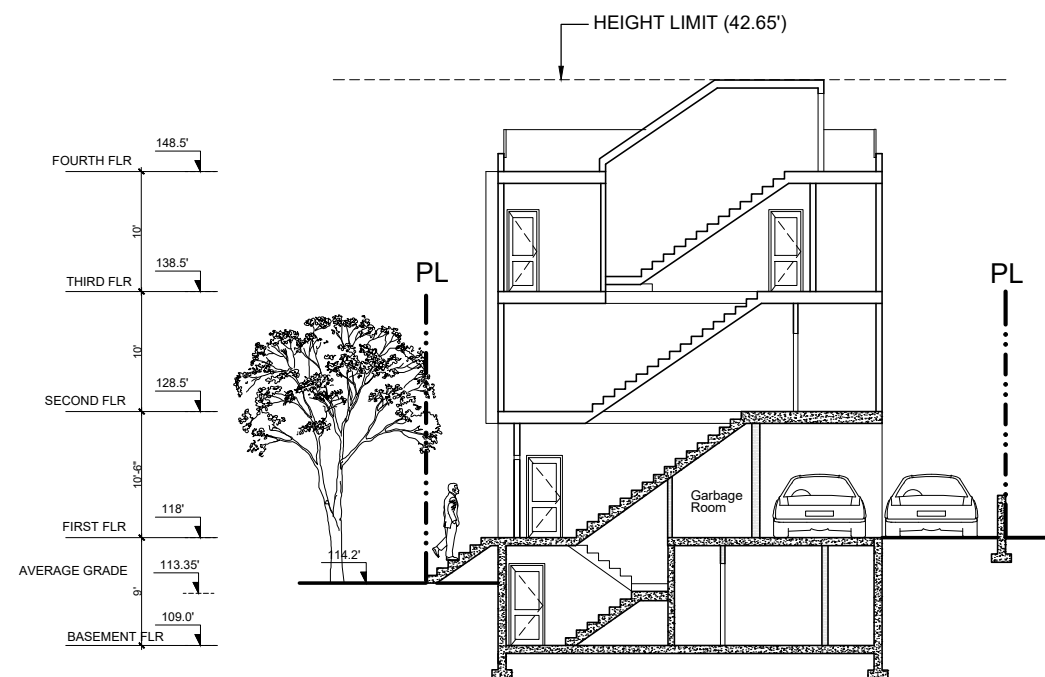 HEIGHT LIMIT (42.65')
148.5'
FOURTH FLR
10'
138.5'
THIRD FLR
PL
PL
10'
128.5'
SECOND FLR
10'-6"
118'
FIRST FLR
Garbage
Room
114.2'
AVERAGE GRADE
113.35'
9'
109.0'
BASEMENT FLR